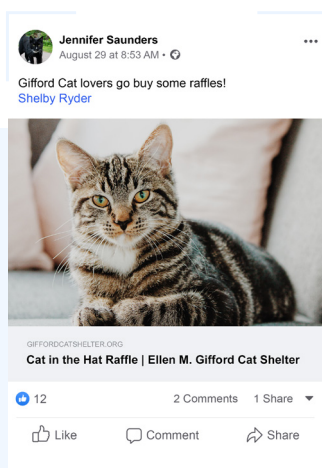 Jennifer Saunders
August 29 at 8:53 AM •
Gifford Cat lovers go buy some raffles!
Shelby Ryder
GIFFORDCATSHELTER.ORG
Cat in the Hat Raffle | Ellen M. Gifford Cat Shelter
12 2 Comments 1 Share
Like Comment Share